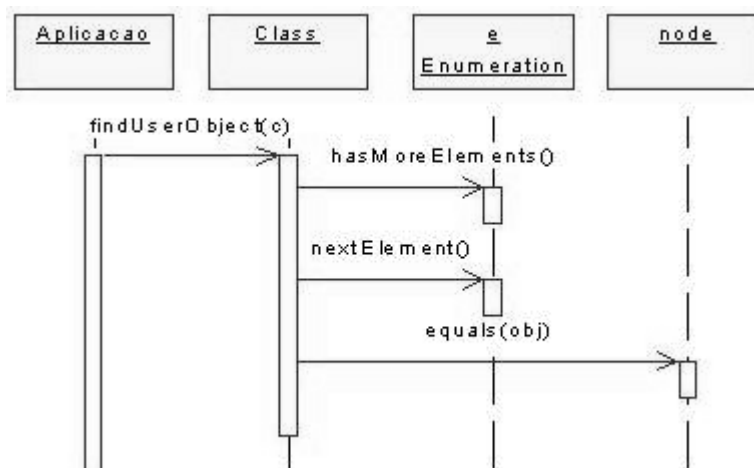 Aplicacao
Class
e
Enumeration
node
findUserObject(c)
hasMoreElements()
nextElement()
equals(obj)